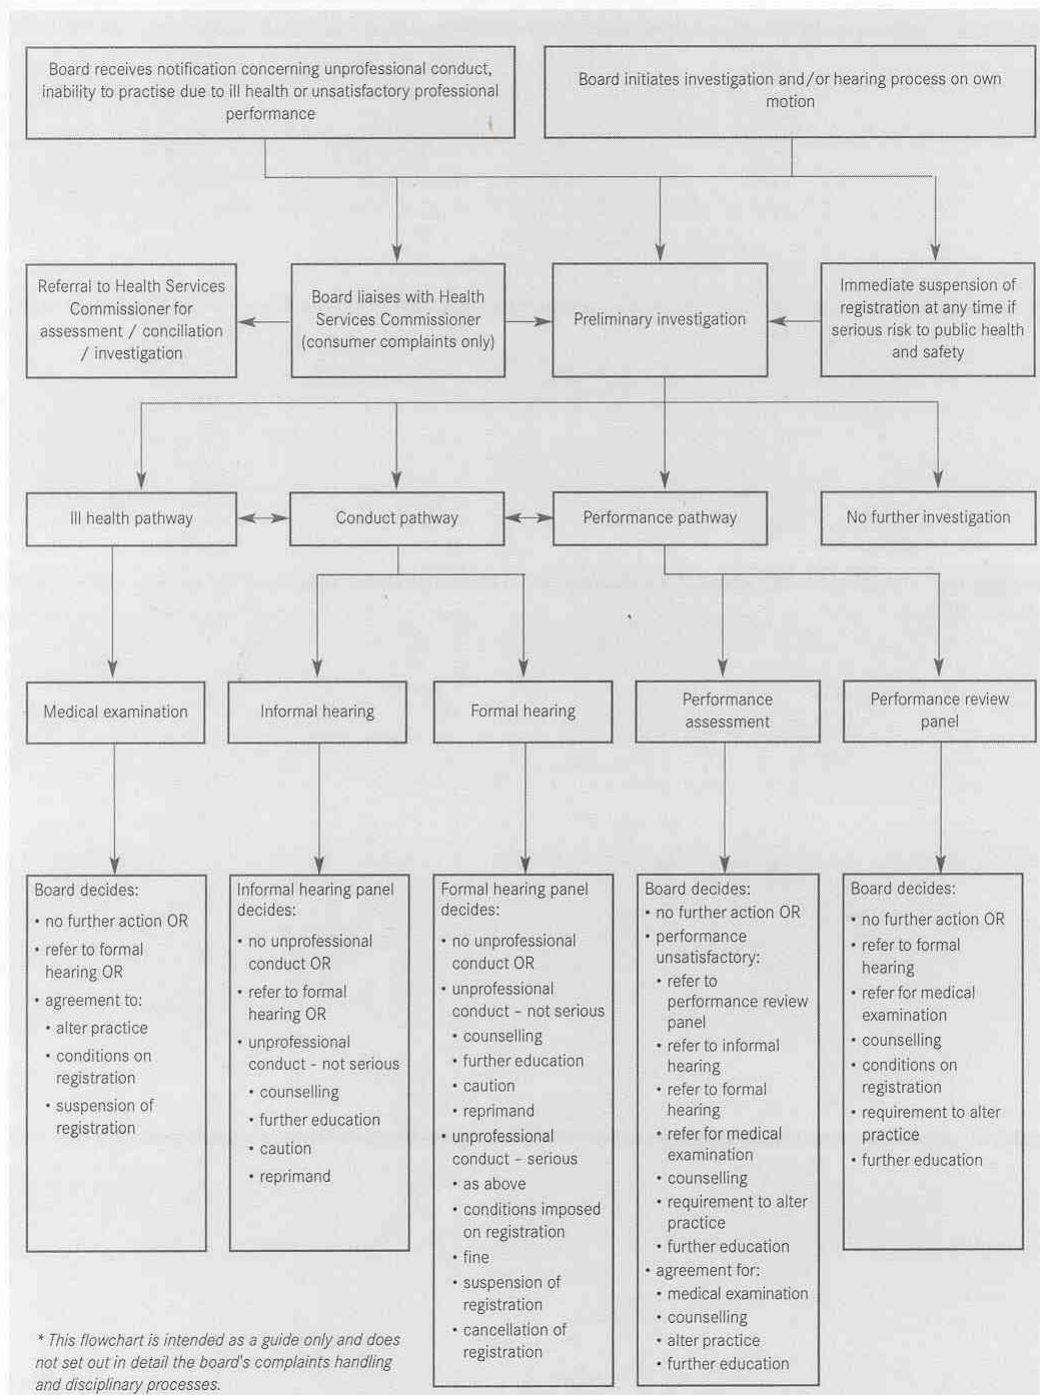 Board receives notification concerning unprofessional conduct,
inability to practise due to ill health or unsatisfactory professional
performance
Board initiates investigation and/or hearing process on own
motion
Referral to Health Services
Commissioner for
assessment / conciliation
/ investigation
Board liaises with Health
Services Commissioner
(consumer complaints only)
Preliminary investigation
Immediate suspension of
registration at any time if
serious risk to public health
and safety
Ill health pathway
Conduct pathway
Performance pathway
No further investigation
Medical examination
Informal hearing
Formal hearing
Performance
assessment
Performance review
panel
Board decides:
• no further action OR
• refer to formal
hearing OR
• agreement to:
• alter practice
• conditions on
registration
• suspension of
registration
Informal hearing panel
decides:
• no unprofessional
conduct OR
• refer to formal
hearing OR
• unprofessional
conduct – not serious
• counselling
• further education
• caution
• reprimand
Formal hearing panel
decides:
• no unprofessional
conduct OR
• unprofessional
conduct – not serious
• counselling
• further education
• caution
• reprimand
• unprofessional
conduct – serious
• as above
• conditions imposed
on registration
• fine
• suspension of
registration
• cancellation of
registration
Board decides:
• no further action OR
• performance
unsatisfactory:
• refer to
performance review
panel
• refer to informal
hearing
• refer to formal
hearing
• refer for medical
examination
• counselling
• requirement to alter
practice
• further education
• agreement for:
• medical examination
• counselling
• alter practice
• further education
Board decides:
• no further action OR
• refer to formal
hearing
• refer for medical
examination
• counselling
• conditions on
registration
• requirement to alter
practice
• further education
* This flowchart is intended as a guide only and does
not set out in detail the board's complaints handling
and disciplinary processes.